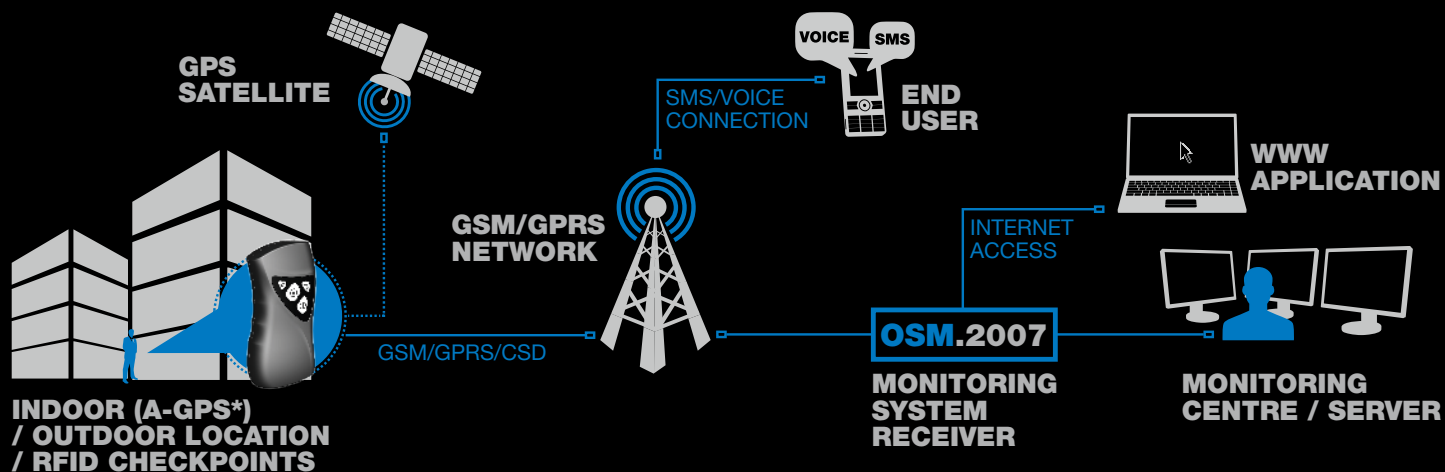 GPS
SATELLITE
VOICE
SMS
SMS/VOICE
CONNECTION
END
USER
WWW
APPLICATION
GSM/GPRS
NETWORK
INTERNET
ACCESS
GSM/GPRS/CSD
OSM.2007
INDOOR (A-GPS*)
/ OUTDOOR LOCATION
/ RFID CHECKPOINTS
MONITORING
SYSTEM
RECEIVER
MONITORING
CENTRE / SERVER